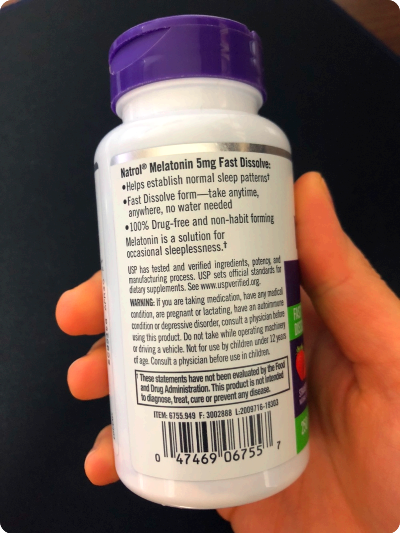 Natrol® Melatonin 5mg Fast Dissolve:
•Helps establish normal sleep patterns†
•Fast Dissolve form—take anytime,
anywhere, no water needed
•100% Drug-free and non-habit forming
Melatonin is a solution for
occasional sleeplessness.†
USP has tested and verified ingredients, potency, and
manufacturing process. USP sets official standards for
dietary supplements. See www.uspverified.org.
WARNING: If you are taking medication, have any medical
condition, are pregnant or lactating, have an autoimmune
condition or depressive disorder, consult a physician before
using this product. Do not take while operating machinery
or driving a vehicle. Not for use by children under 12 years
of age. Consult a physician before use in children.
† These statements have not been evaluated by the Food
and Drug Administration. This product is not intended
to diagnose, treat, cure or prevent any disease.
ITEM: 6755.949 F: 3002888 L:2009716-19303
0 47469 06755 7